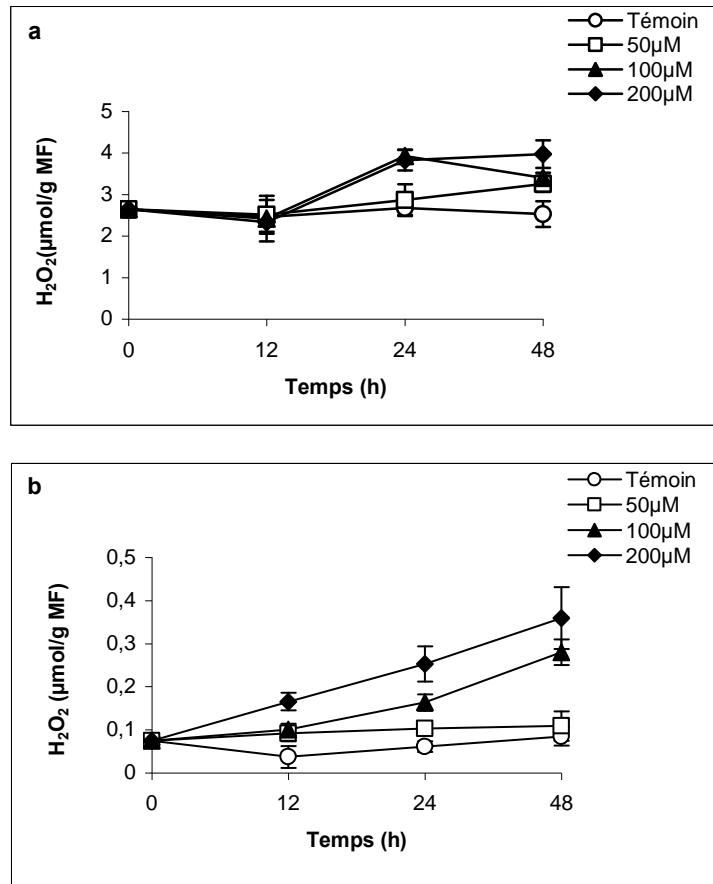 a
Témoin
50µM
100µM
200µM
5
4
3
2
1
0
H₂O₂(µmol/g MF)
0 12 24 48
Temps (h)
b
Témoin
50µM
100µM
200µM
0,5
0,4
0,3
0,2
0,1
0
H₂O₂ (µmol/g MF)
0 12 24 48
Temps (h)